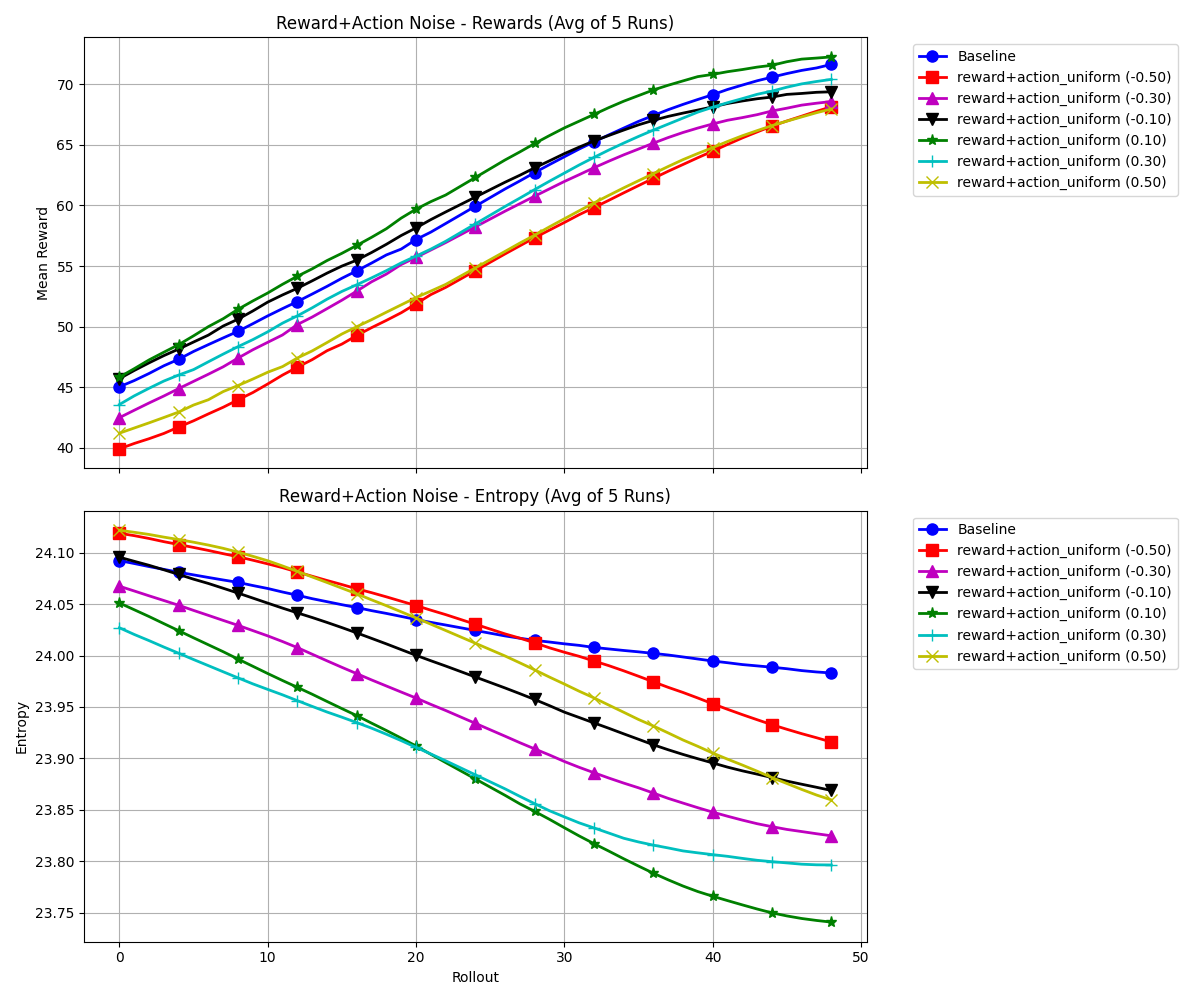 Reward+Action Noise - Rewards (Avg of 5 Runs)
Mean Reward
70
65
60
55
50
45
40
Baseline
reward+action_uniform (-0.50)
reward+action_uniform (-0.30)
reward+action_uniform (-0.10)
reward+action_uniform (0.10)
reward+action_uniform (0.30)
reward+action_uniform (0.50)
Reward+Action Noise - Entropy (Avg of 5 Runs)
Entropy
24.10
24.05
24.00
23.95
23.90
23.85
23.80
23.75
0 10 20 30 40 50
Rollout
Baseline
reward+action_uniform (-0.50)
reward+action_uniform (-0.30)
reward+action_uniform (-0.10)
reward+action_uniform (0.10)
reward+action_uniform (0.30)
reward+action_uniform (0.50)